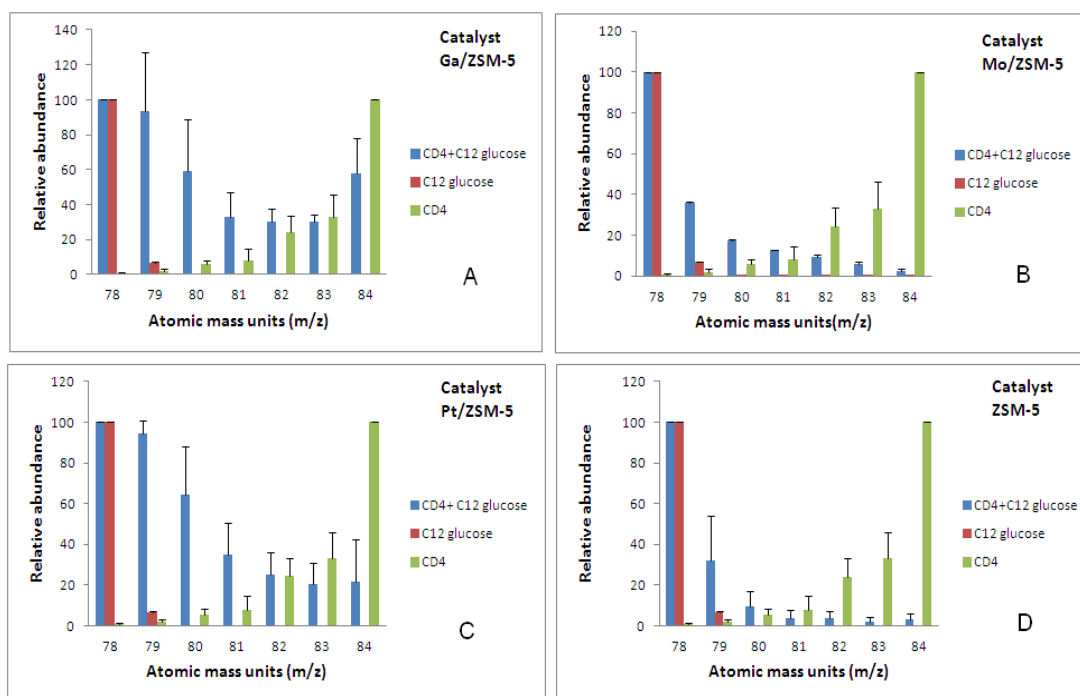 Catalyst
Ga/ZSM-5
Relative abundance
140
120
100
80
60
40
20
0
78 79 80 81 82 83 84
Atomic mass units (m/z)
CD4+C12 glucose
C12 glucose
CD4
A
Catalyst
Mo/ZSM-5
Relative abundance
120
100
80
60
40
20
0
78 79 80 81 82 83 84
Atomic mass units(m/z)
CD4+C12 glucose
C12 glucose
CD4
B
Catalyst
Pt/ZSM-5
Relative abundance
120
100
80
60
40
20
0
78 79 80 81 82 83 84
Atomic mass units (m/z)
CD4+C12 glucose
C12 glucose
CD4
C
Catalyst
ZSM-5
Relative abundance
120
100
80
60
40
20
0
78 79 80 81 82 83 84
Atomic mass units (m/z)
CD4+C12 glucose
C12 glucose
CD4
D